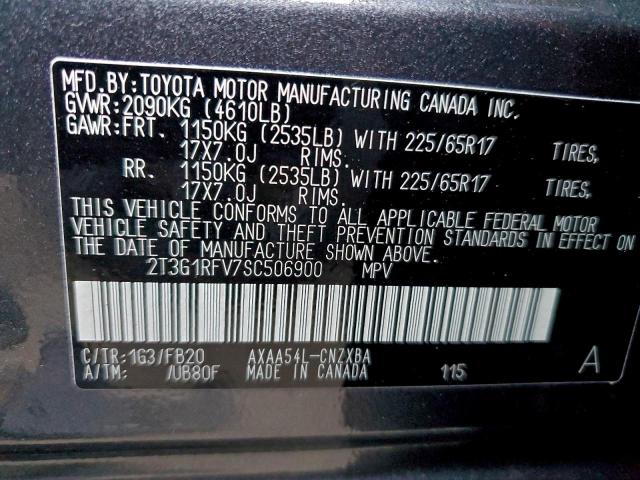 MFD.BY:TOYOTA MOTOR MANUFACTURING CANADA INC.
GVWR:2090KG (4610LB)
GAWR:FRT. 1150KG (2535LB) WITH 225/65R17 TIRES,
17X7.0J RIMS.
RR. 1150KG (2535LB) WITH 225/65R17 TIRES,
17X7.0J RIMS.
THIS VEHICLE CONFORMS TO ALL APPLICABLE FEDERAL MOTOR
VEHICLE SAFETY AND THEFT PREVENTION STANDARDS IN EFFECT ON
THE DATE OF MANUFACTURE SHOWN ABOVE.
2T3G1RFV7SC506900 MPV
C/TR:1G3/FB20 AXAA54L-CNZXBA A
A/TM: /UB80F MADE IN CANADA 115